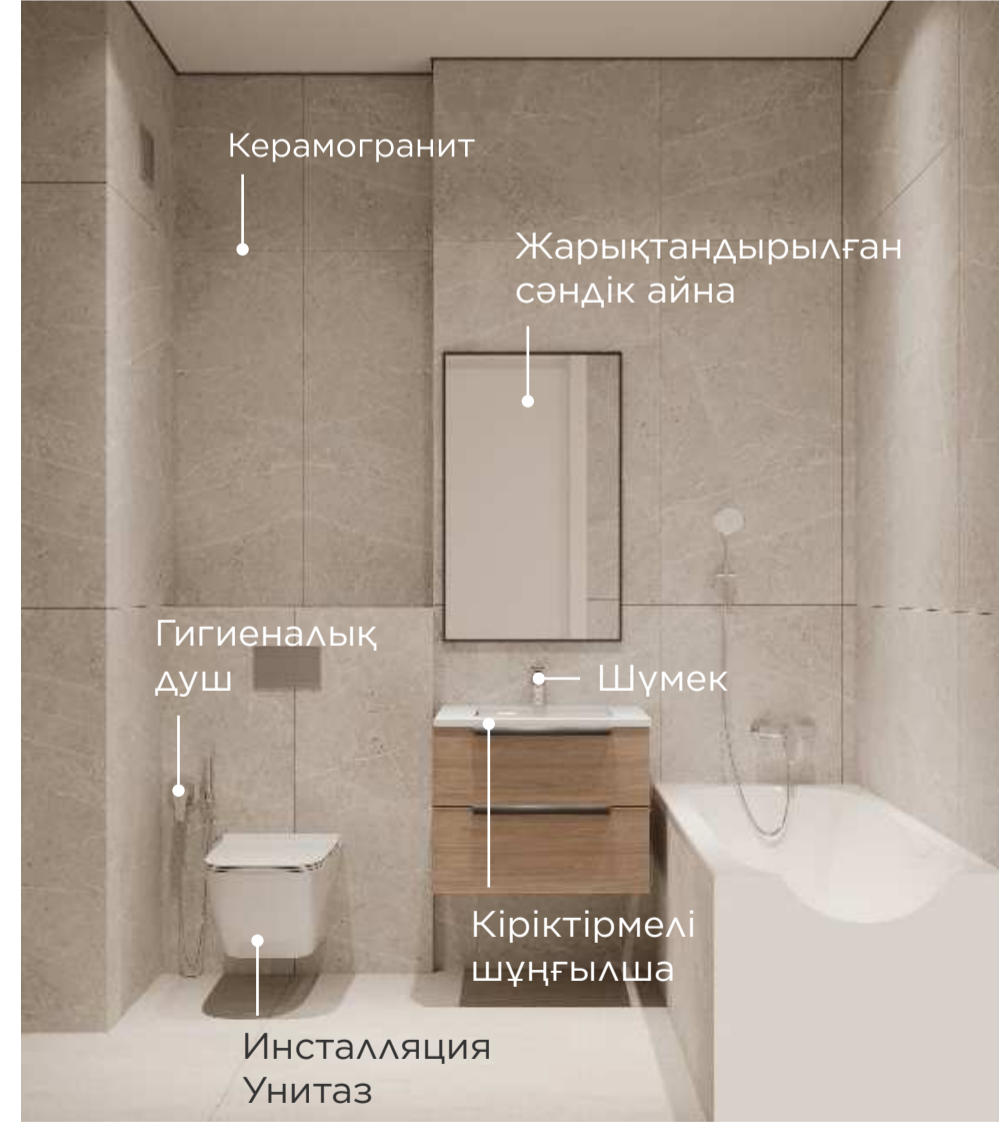 Керамогранит
Жарықтандырылған
сәндік айна
Гигиеналық
душ
Шүмек
Кіріктірмелі
шұңғылша
Инсталляция
Унитаз